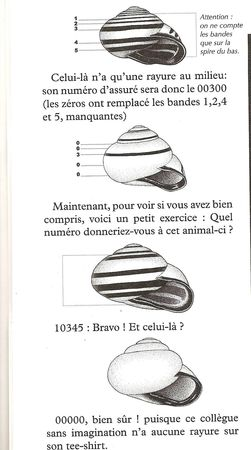 1
2
3
4
5
Attention :
on ne compte
les bandes
que sur la
spire du bas.
Celui-là n'a qu'une rayure au milieu:
son numéro d'assuré sera donc le 00300
(les zéros ont remplacé les bandes 1,2,4
et 5, manquantes)
0
0
3
0
0
Maintenant, pour voir si vous avez bien
compris, voici un petit exercice : Quel
numéro donneriez-vous à cet animal-ci ?
10345 : Bravo ! Et celui-là ?
00000, bien sûr ! puisque ce collègue
sans imagination n'a aucune rayure sur
son tee-shirt.